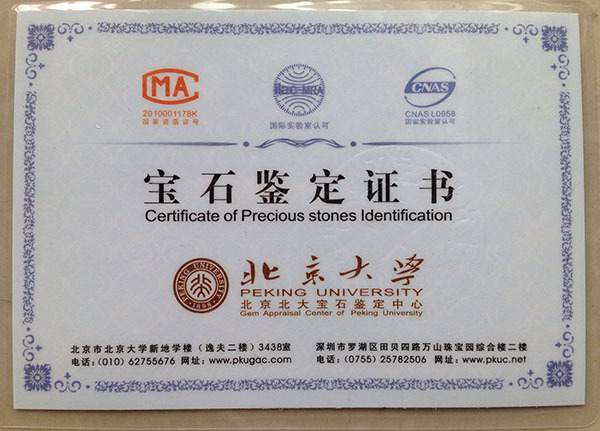 MA
ILAC-MRA
CNAS
2010001178K
国家资质证号
国际实验室认可
CNAS L0958
国家实验室认可
宝石鉴定证书
Certificate of Precious stones Identification
PEKING UNIVERSITY
1898
北京大学
PEKING UNIVERSITY
北京北大宝石鉴定中心
Gem Appraisal Center of Peking University
北京市北京大学新地学楼（逸夫二楼）3438室
电话：(010) 62755676 网址：www.pkugac.com
深圳市罗湖区田贝四路万山珠宝园综合楼二楼
电话：(0755) 25782506 网址：www.pkuc.net